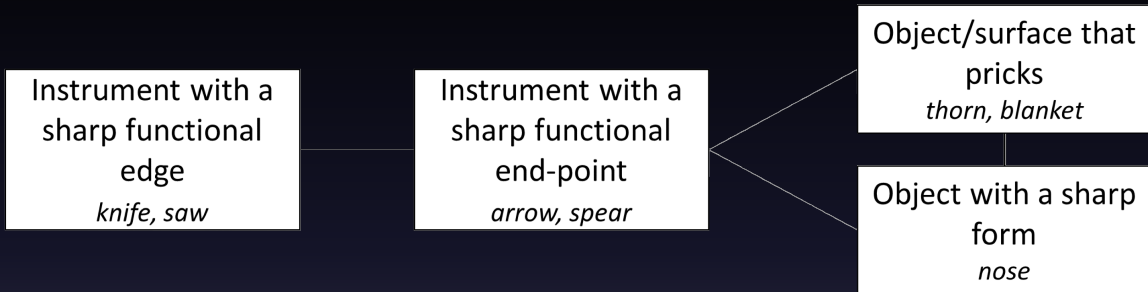 Instrument with a
sharp functional
edge
knife, saw
Instrument with a
sharp functional
end-point
arrow, spear
Object/surface that
pricks
thorn, blanket
Object with a sharp
form
nose